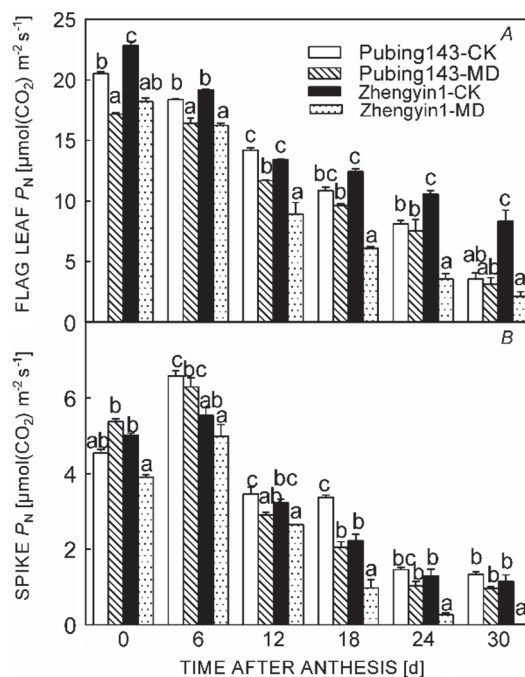 FLAG LEAF P_N [µmol(CO₂) m⁻² s⁻¹]
25
20
15
10
5
0
A
Pubing143-CK
Pubing143-MD
Zhengyin1-CK
Zhengyin1-MD
b a c ab
b a b a
c b c a
bc b c a
b b c a
ab ab c a
SPIKE P_N [µmol(CO₂) m⁻² s⁻¹]
6
4
2
0
B
ab b b a
c bc ab a
c ab bc a
c b b a
bc b b a
b b b a
0 6 12 18 24 30
TIME AFTER ANTHESIS [d]